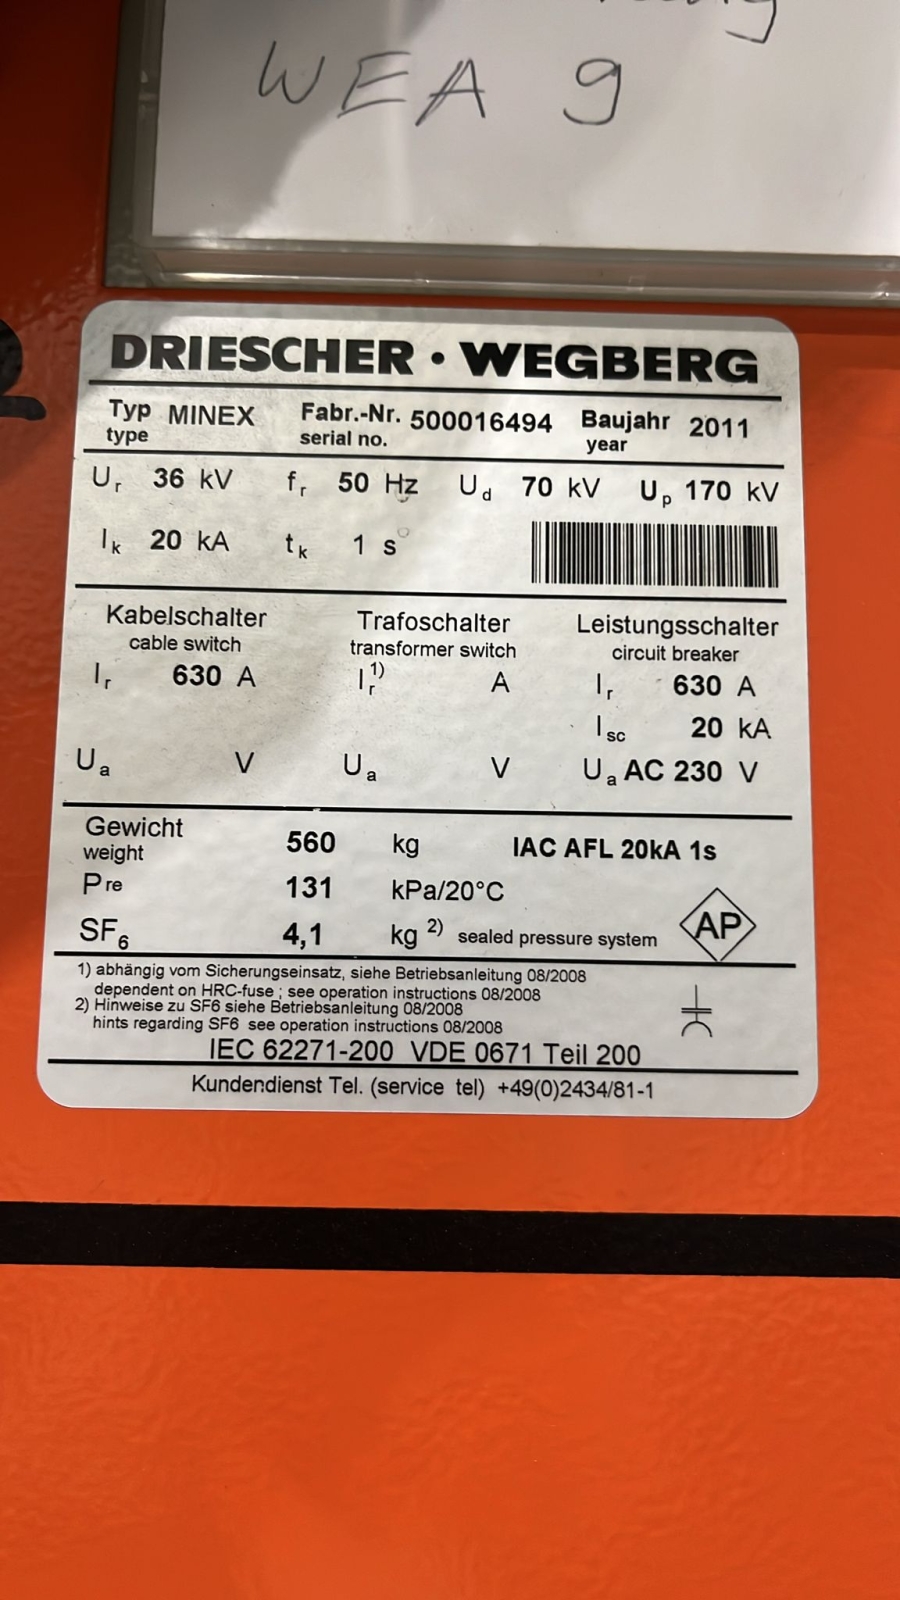 WEA 9
DRIESCHER · WEGBERG
Typ MINEX Fabr.-Nr. 500016494 Baujahr 2011
type serial no. year
Ur 36 kV fr 50 Hz Ud 70 kV Up 170 kV
Ik 20 kA tk 1 s
Kabelschalter Trafoschalter Leistungsschalter
cable switch transformer switch circuit breaker
Ir 630 A Ir 1) A Ir 630 A
Isc 20 kA
Ua V Ua V Ua AC 230 V
Gewicht 560 kg IAC AFL 20kA 1s
weight
Pre 131 kPa/20°C
SF6 4,1 kg 2) sealed pressure system AP
1) abhängig vom Sicherungseinsatz, siehe Betriebsanleitung 08/2008
dependent on HRC-fuse ; see operation instructions 08/2008
2) Hinweise zu SF6 siehe Betriebsanleitung 08/2008
hints regarding SF6 see operation instructions 08/2008
IEC 62271-200 VDE 0671 Teil 200
Kundendienst Tel. (service tel) +49(0)2434/81-1